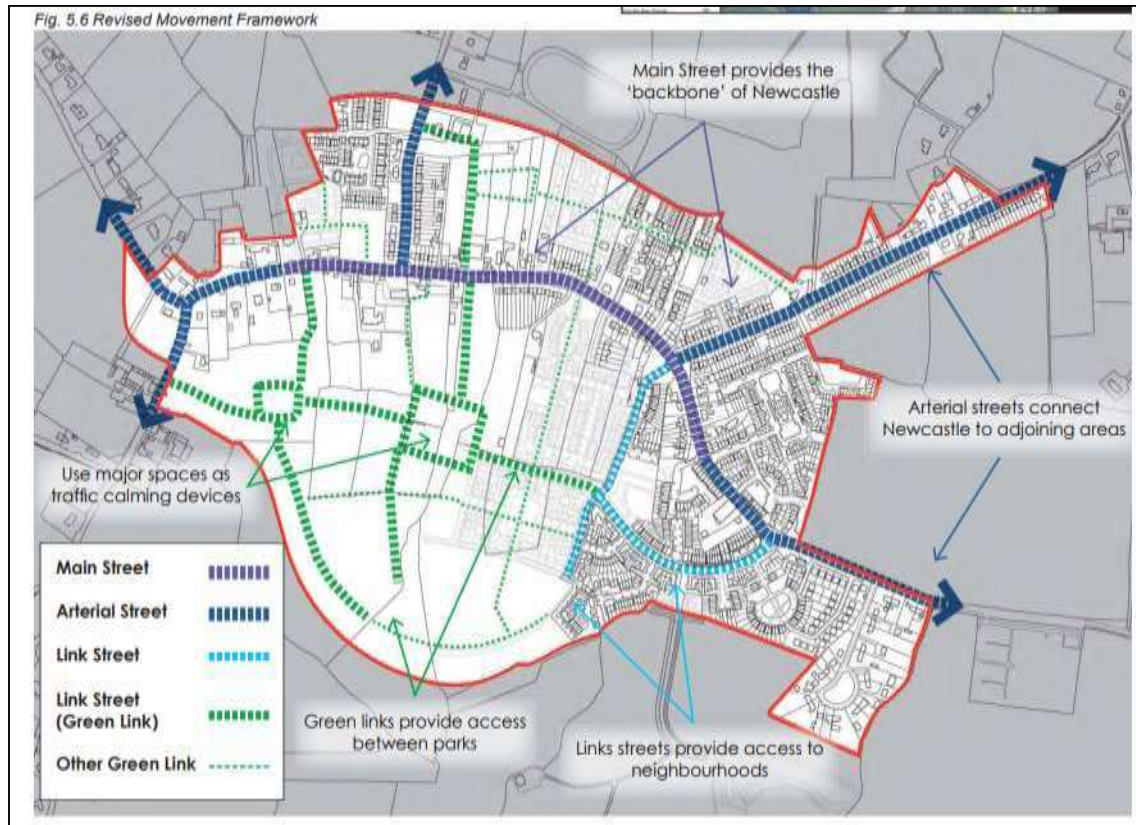 Fig. 5.6 Revised Movement Framework
Main Street provides the
'backbone' of Newcastle
Arterial streets connect
Newcastle to adjoining areas
Use major spaces as
traffic calming devices
Main Street
Arterial Street
Link Street
Link Street
(Green Link)
Other Green Link
Green links provide access
between parks
Links streets provide access to
neighbourhoods